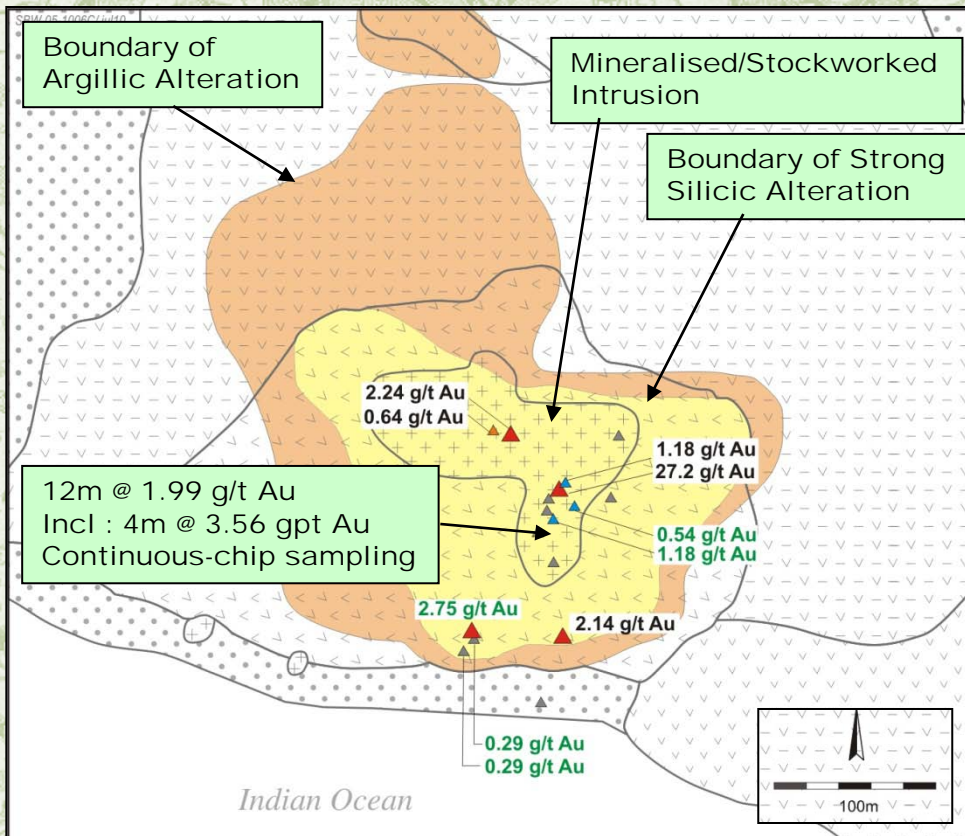 Boundary of
Argillic Alteration
Mineralised/Stockworked
Intrusion
Boundary of Strong
Silicic Alteration
2.24 g/t Au
0.64 g/t Au
1.18 g/t Au
27.2 g/t Au
12m @ 1.99 g/t Au
Incl : 4m @ 3.56 gpt Au
Continuous-chip sampling
0.54 g/t Au
1.18 g/t Au
2.75 g/t Au
2.14 g/t Au
0.29 g/t Au
0.29 g/t Au
Indian Ocean
100m